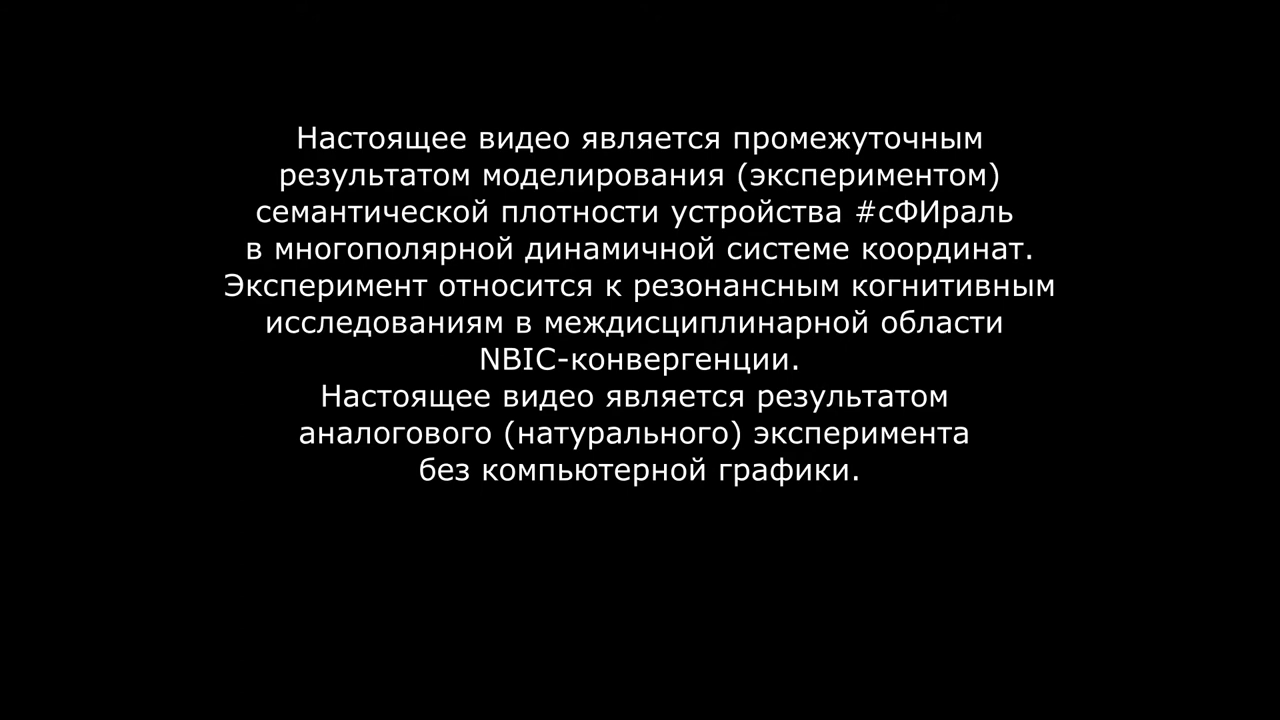 Настоящее видео является промежуточным
результатом моделирования (экспериментом)
семантической плотности устройства #сФИраль
в многополярной динамичной системе координат.
Эксперимент относится к резонансным когнитивным
исследованиям в междисциплинарной области
NBIC-конвергенции.
Настоящее видео является результатом
аналогового (натурального) эксперимента
без компьютерной графики.